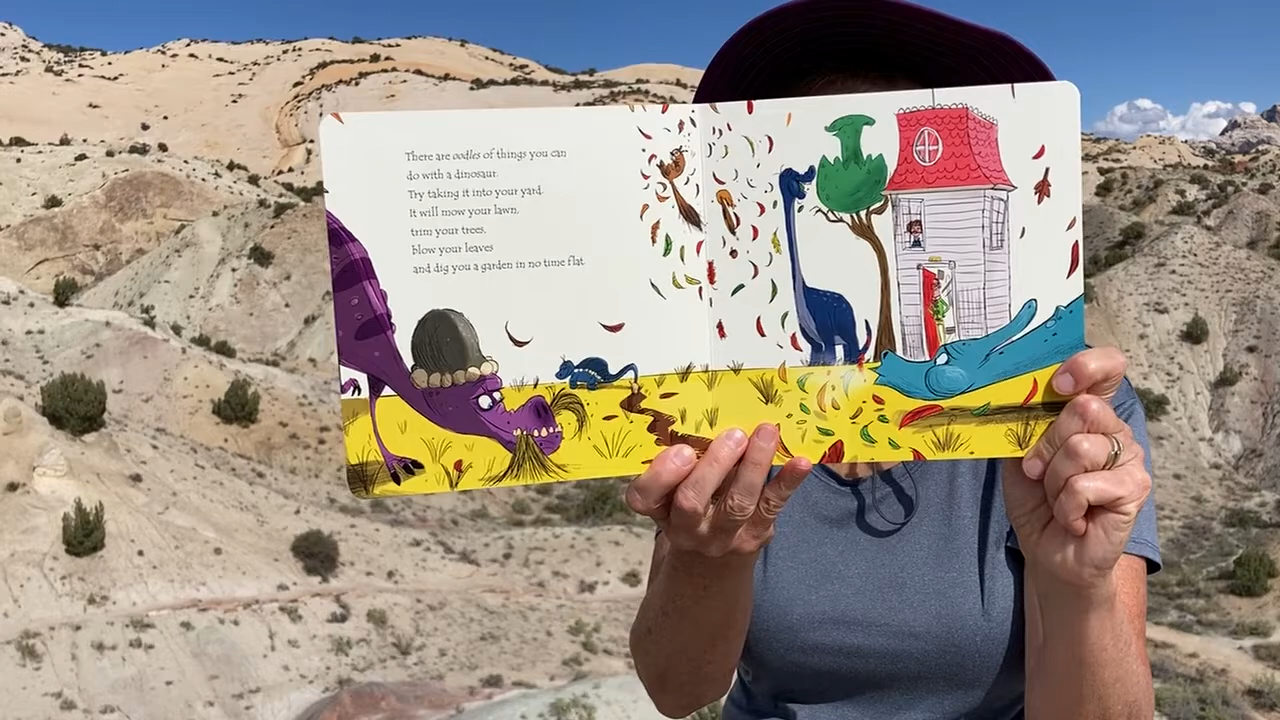 There are oodles of things you can
do with a dinosaur.
Try taking it into your yard.
It will mow your lawn,
trim your trees,
blow your leaves
and dig you a garden in no time flat.